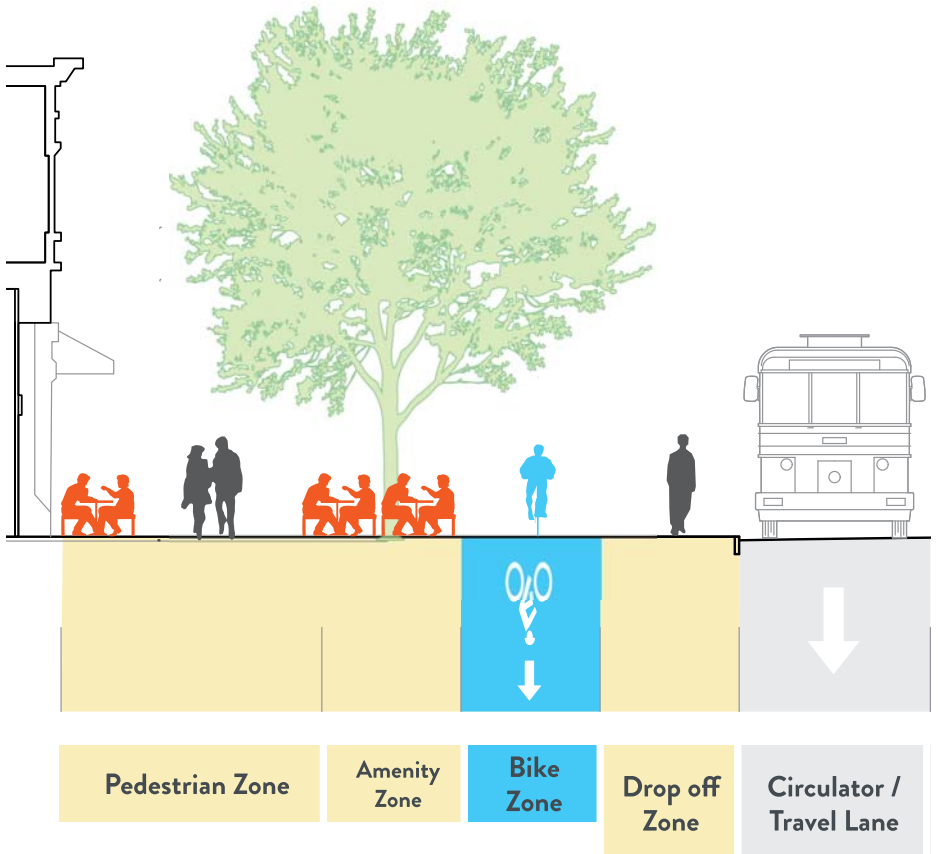 Pedestrian Zone
Amenity
Zone
Bike
Zone
Drop off
Zone
Circulator /
Travel Lane